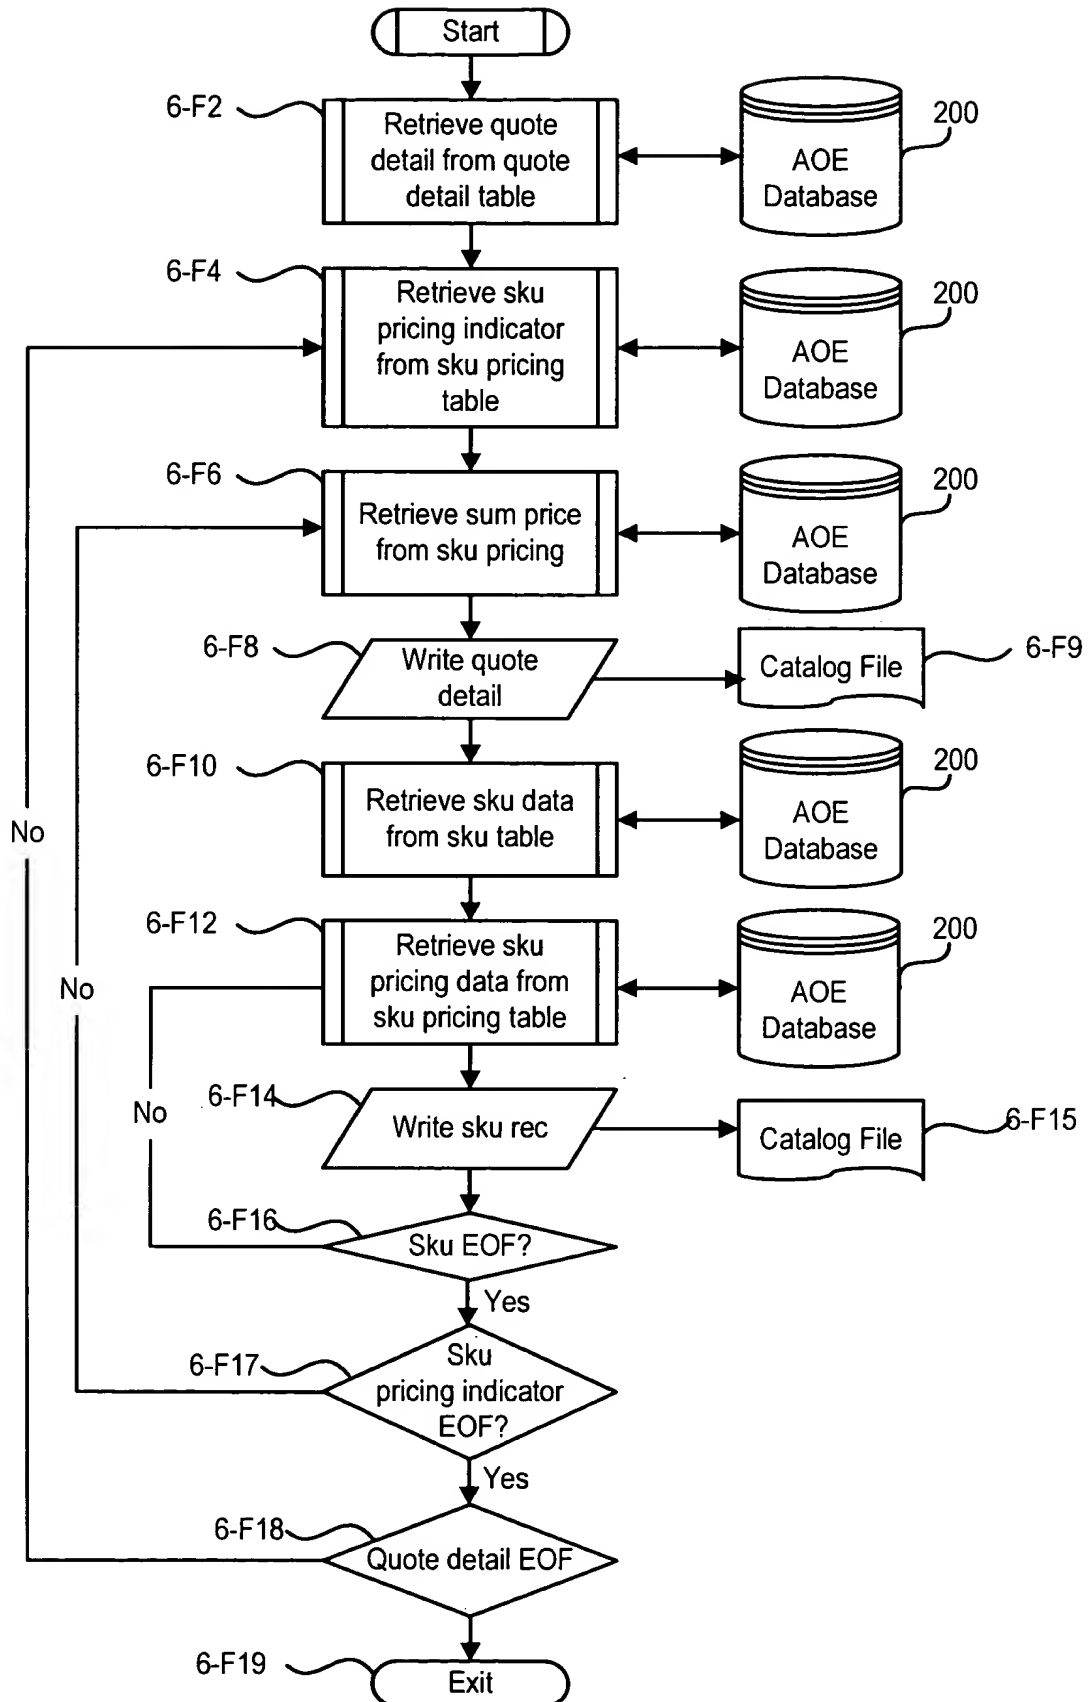 Start
6-F2
Retrieve quote
detail from quote
detail table
200
AOE
Database
6-F4
Retrieve sku
pricing indicator
from sku pricing
table
200
AOE
Database
6-F6
Retrieve sum price
from sku pricing
200
AOE
Database
6-F8
Write quote
detail
Catalog File
6-F9
6-F10
Retrieve sku data
from sku table
200
AOE
Database
No
6-F12
Retrieve sku
pricing data from
sku pricing table
200
AOE
Database
No
6-F14
Write sku rec
Catalog File
6-F15
No
6-F16
Sku EOF?
Yes
6-F17
Sku
pricing indicator
EOF?
Yes
6-F18
Quote detail EOF
6-F19
Exit